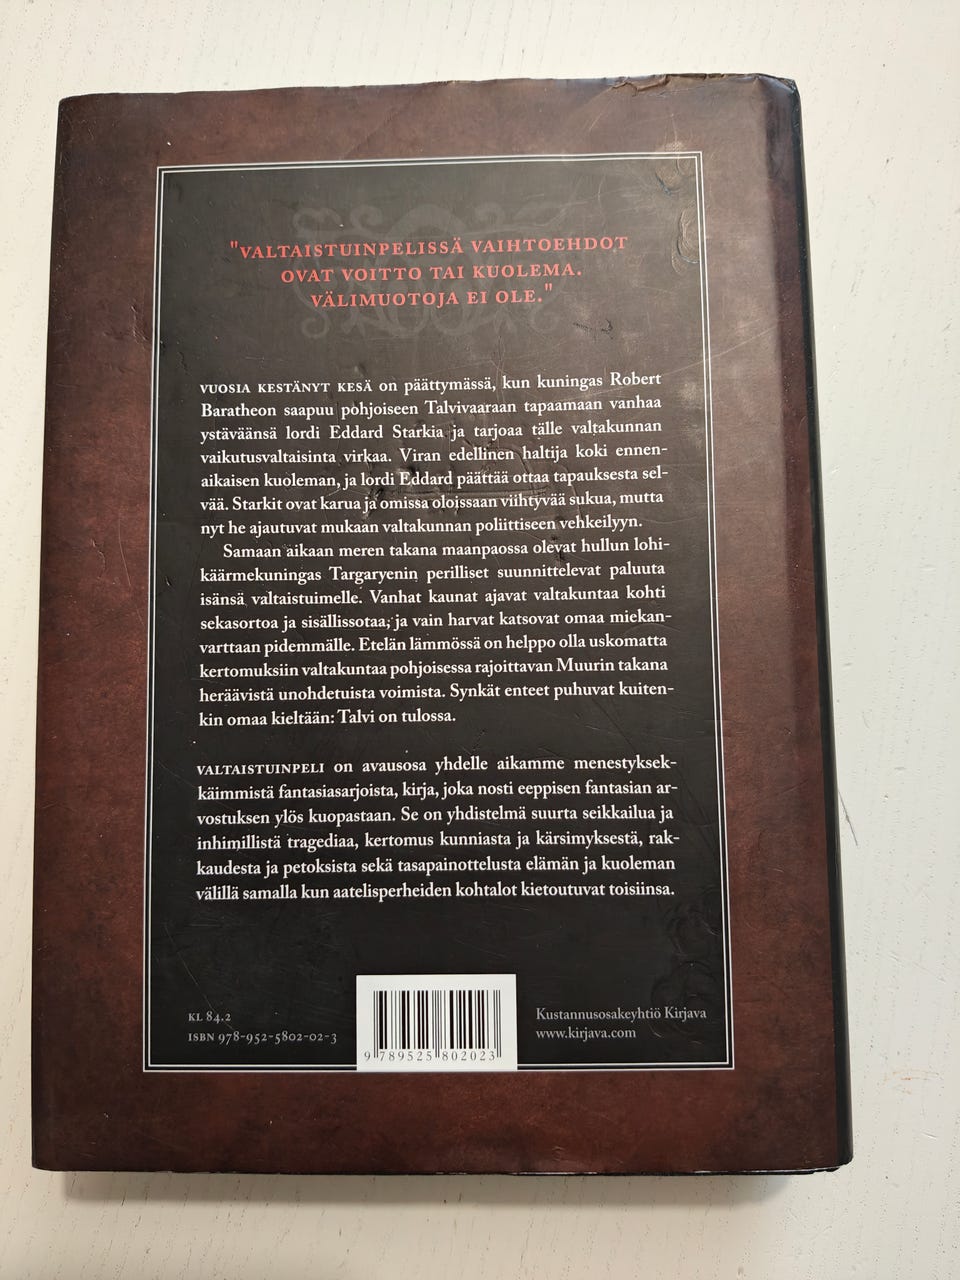 "VALTAISTUINPELISSÄ VAIHTOEHDOT
OVAT VOITTO TAI KUOLEMA.
VÄLIMUOTOJA EI OLE."
VUOSIA KESTÄNYT KESÄ on päättymässä, kun kuningas Robert
Baratheon saapuu pohjoiseen Talvivaaraan tapaamaan vanhaa
ystäväänsä lordi Eddard Starkia ja tarjoaa tälle valtakunnan
vaikutusvaltaisinta virkaa. Viran edellinen haltija koki ennen-
aikaisen kuoleman, ja lordi Eddard päättää ottaa tapauksesta sel-
vää. Starkit ovat karua ja omissa oloissaan viihtyvää sukua, mutta
nyt he ajautuvat mukaan valtakunnan poliittiseen vehkeilyyn.
Samaan aikaan meren takana maanpaossa olevat hullun lohi-
käärmekuningas Targaryenin perilliset suunnittelevat paluuta
isänsä valtaistuimelle. Vanhat kaunat ajavat valtakuntaa kohti
sekasortoa ja sisällissotaa, ja vain harvat katsovat omaa miekan-
varttaan pidemmälle. Etelän lämmössä on helppo olla uskomatta
kertomuksiin valtakuntaa pohjoisessa rajoittavan Muurin takana
heräävistä unohdetuista voimista. Synkät enteet puhuvat kuiten-
kin omaa kieltään: Talvi on tulossa.
VALTAISTUINPELI on avausosa yhdelle aikamme menestyksek-
käimmistä fantasiasarjoista, kirja, joka nosti eeppisen fantasian ar-
vostuksen ylös kuopastaan. Se on yhdistelmä suurta seikkailua ja
inhimillistä tragediaa, kertomus kunniasta ja kärsimyksestä, rak-
kaudesta ja petoksista sekä tasapainottelusta elämän ja kuoleman
välillä samalla kun aatelisperheiden kohtalot kietoutuvat toisiinsa.
KL 84.2
ISBN 978-952-5802-02-3
9 789525 802023
Kustannusosakeyhtiö Kirjava
www.kirjava.com